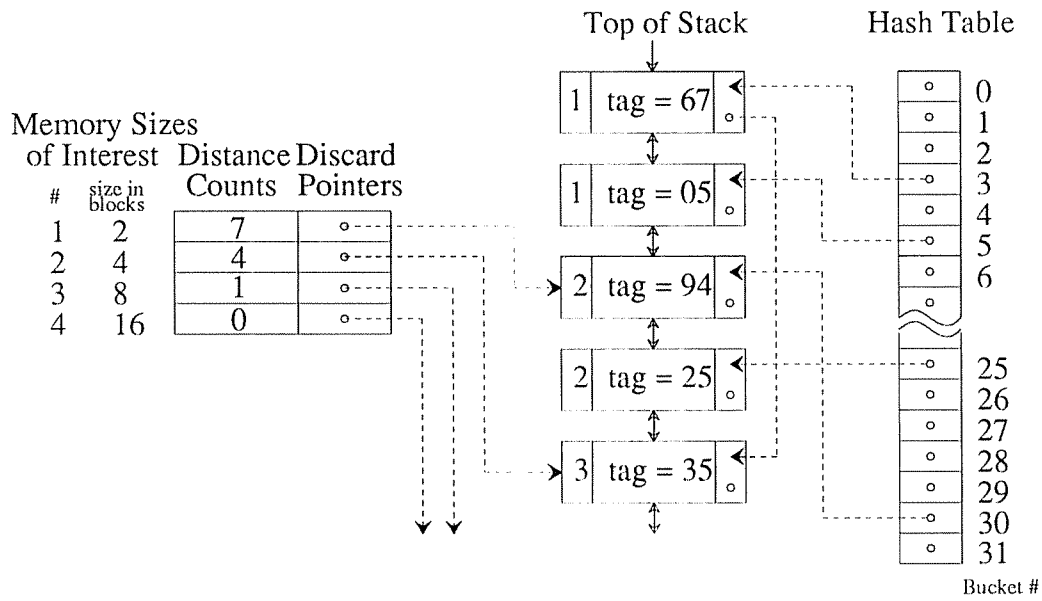 Top of Stack
Hash Table
Memory Sizes
of Interest
Distance Counts
Discard Pointers
# size in blocks
1 2 7
2 4 4
3 8 1
4 16 0
1 tag = 67
1 tag = 05
2 tag = 94
2 tag = 25
3 tag = 35
0
1
2
3
4
5
6
25
26
27
28
29
30
31
Bucket #